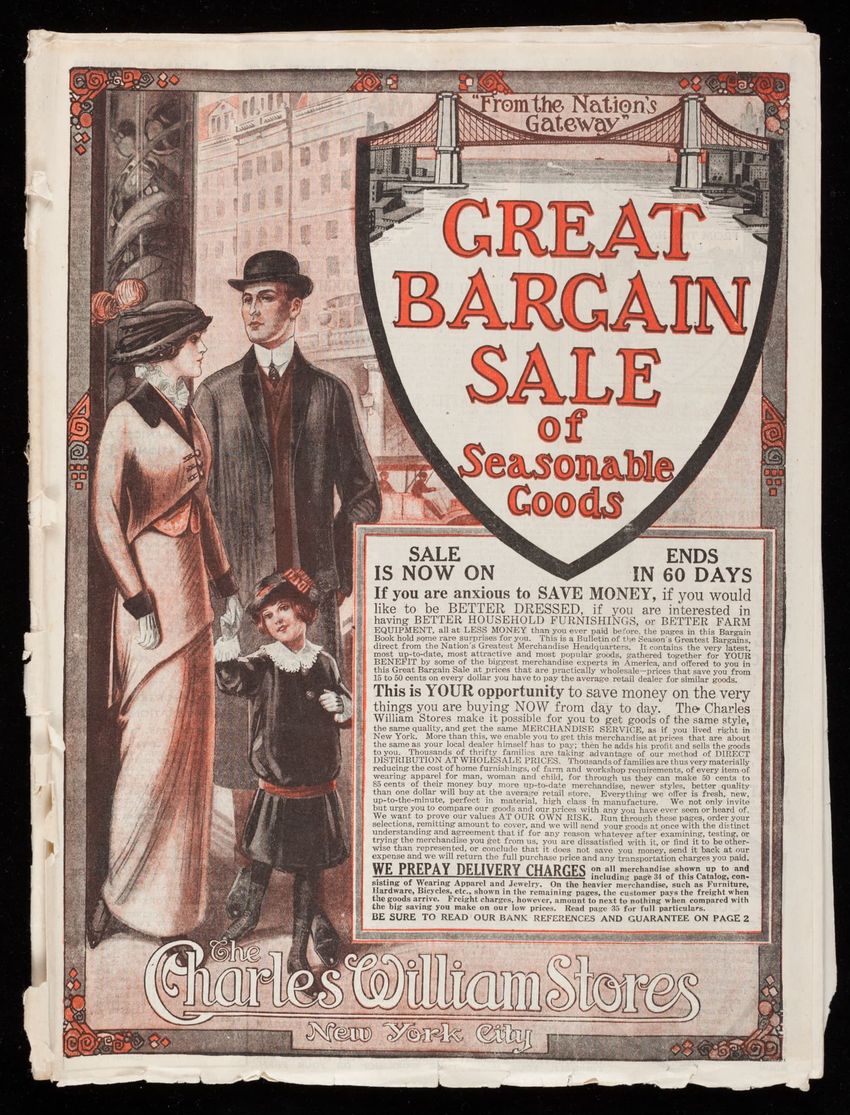 "From the Nation's
Gateway"
GREAT
BARGAIN
SALE
of
Seasonable
Goods
SALE
IS NOW ON
ENDS
IN 60 DAYS
If you are anxious to SAVE MONEY, if you would
like to be BETTER DRESSED, if you are interested in
having BETTER HOUSEHOLD FURNISHINGS, or BETTER FARM
EQUIPMENT, all at LESS MONEY than you ever paid before, the pages in this Bargain
Book hold some rare surprises for you. This is a Bulletin of the Season's Greatest Bargains,
direct from the Nation's Greatest Merchandise Headquarters. It contains the very latest,
most up-to-date, most attractive and most popular goods, gathered together for YOUR
BENEFIT by some of the biggest merchandise experts in America, and offered to you in
this Great Bargain Sale at prices that are practically wholesale—prices that save you from
15 to 50 cents on every dollar you have to pay the average retail dealer for similar goods.
This is YOUR opportunity to save money on the very
things you are buying NOW from day to day. The Charles
William Stores make it possible for you to get goods of the same style,
the same quality, and get the same MERCHANDISE SERVICE, as if you lived right in
New York. More than this, we enable you to get this merchandise at prices that are about
the same as your local dealer himself has to pay; then he adds his profit and sells the goods
to you. Thousands of thrifty families are taking advantage of our method of DIRECT
DISTRIBUTION AT WHOLESALE PRICES. Thousands of families are thus very materially
reducing the cost of home furnishings, of farm and workshop requirements, of every item of
wearing apparel for man, woman and child, for through us they can make 50 cents to
85 cents of their money buy more up-to-date merchandise, newer styles, better quality
than one dollar will buy at the average retail store. Everything we offer is fresh, new,
up-to-the-minute, perfect in material, high class in manufacture. We not only invite
but urge you to compare our goods and our prices with any you have ever seen or heard of.
We want to prove our values AT OUR OWN RISK. Run through these pages, order your
selections, remitting amount to cover, and we will send your goods at once with the distinct
understanding and agreement that if for any reason whatever after examining, testing, or
trying the merchandise you get from us, you are dissatisfied with it, or find it to be other-
wise than represented, or conclude that it does not save you money, send it back at our
expense and we will return the full purchase price and any transportation charges you paid.
WE PREPAY DELIVERY CHARGES on all merchandise shown up to and
including page 34 of this Catalog, con-
sisting of Wearing Apparel and Jewelry. On the heavier merchandise, such as Furniture,
Hardware, Bicycles, etc., shown in the remaining pages, the customer pays the freight when
the goods arrive. Freight charges, however, amount to next to nothing when compared with
the big saving you make on our low prices. Read page 35 for full particulars.
BE SURE TO READ OUR BANK REFERENCES AND GUARANTEE ON PAGE 2
The
Charles William Stores
New York City